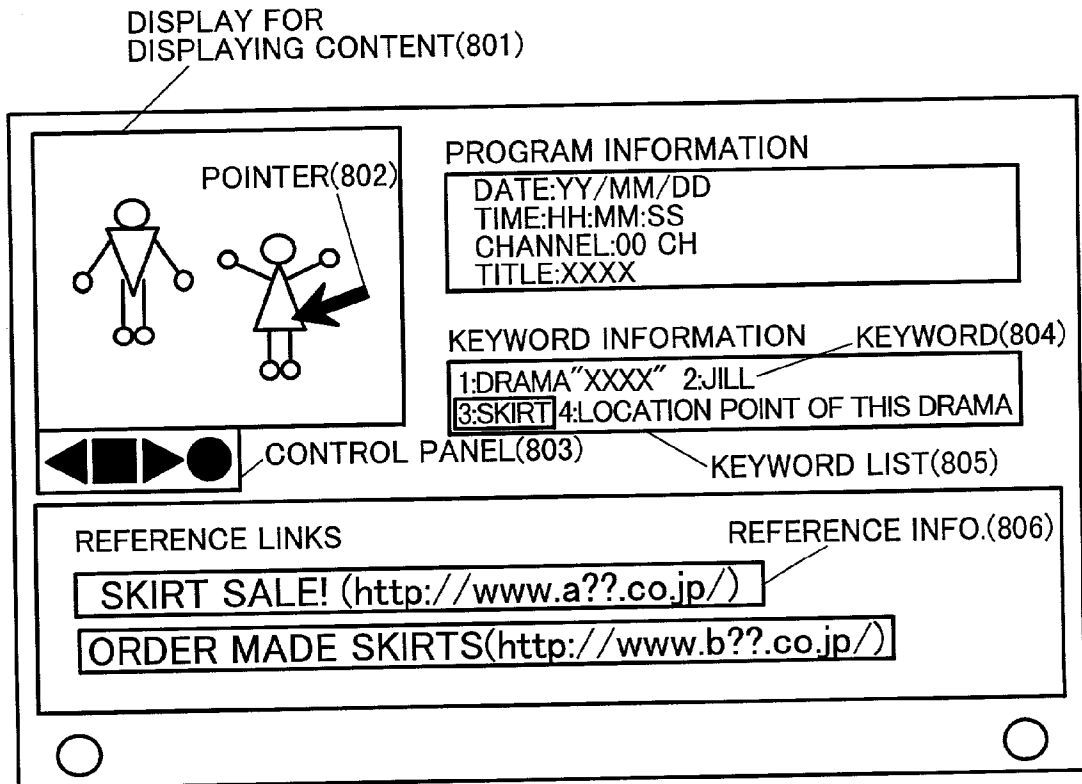 DISPLAY FOR
DISPLAYING CONTENT(801)
POINTER(802)
PROGRAM INFORMATION
DATE:YY/MM/DD
TIME:HH:MM:SS
CHANNEL:00 CH
TITLE:XXXX
KEYWORD INFORMATION
KEYWORD(804)
1:DRAMA"XXXX" 2:JILL
3:SKIRT 4:LOCATION POINT OF THIS DRAMA
CONTROL PANEL(803)
KEYWORD LIST(805)
REFERENCE LINKS
REFERENCE INFO.(806)
SKIRT SALE! (http://www.a??.co.jp/)
ORDER MADE SKIRTS(http://www.b??.co.jp/)